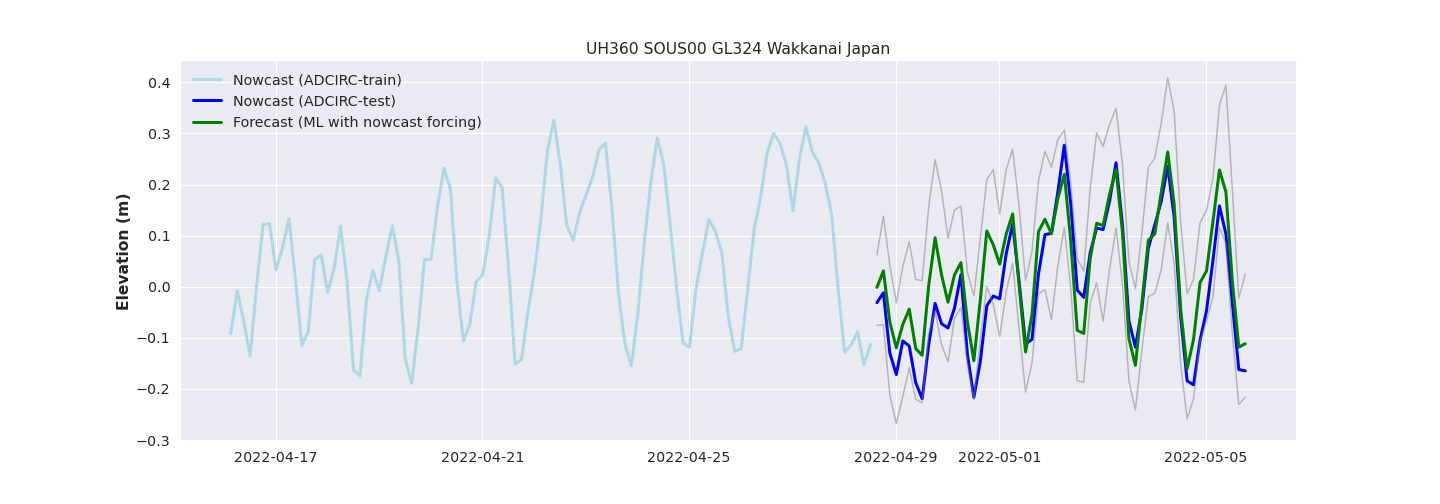 UH360 SOUS00 GL324 Wakkanai Japan
Nowcast (ADCIRC-train)
Nowcast (ADCIRC-test)
Forecast (ML with nowcast forcing)
Elevation (m)
0.4
0.3
0.2
0.1
0.0
−0.1
−0.2
−0.3
2022-04-17 2022-04-21 2022-04-25 2022-04-29 2022-05-01 2022-05-05